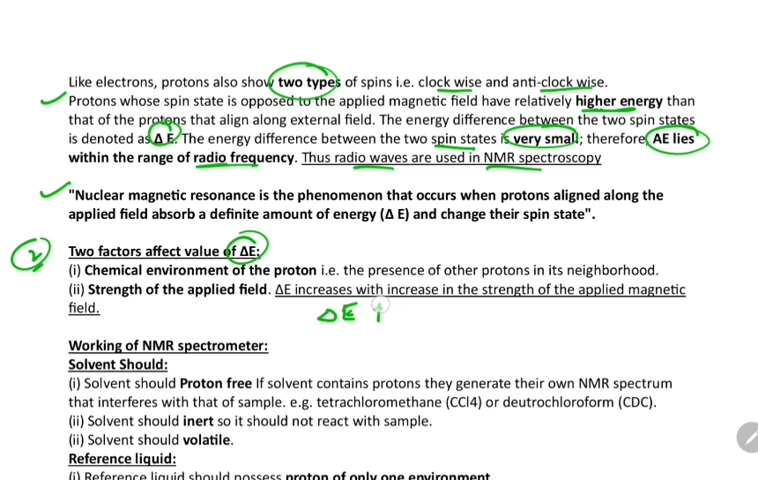 Like electrons, protons also show two types of spins i.e. clock wise and anti-clock wise.
Protons whose spin state is opposed to the applied magnetic field have relatively higher energy than
that of the protons that align along external field. The energy difference between the two spin states
is denoted as Δ E. The energy difference between the two spin states is very small; therefore, AE lies
within the range of radio frequency. Thus radio waves are used in NMR spectroscopy
"Nuclear magnetic resonance is the phenomenon that occurs when protons aligned along the
applied field absorb a definite amount of energy (Δ E) and change their spin state".
2
Two factors affect value of ΔE:
(i) Chemical environment of the proton i.e. the presence of other protons in its neighborhood.
(ii) Strength of the applied field. ΔE increases with increase in the strength of the applied magnetic
field.
Δ E ↑
Working of NMR spectrometer:
Solvent Should:
(i) Solvent should Proton free If solvent contains protons they generate their own NMR spectrum
that interferes with that of sample. e.g. tetrachloromethane (CCl4) or deutrochloroform (CDC).
(ii) Solvent should inert so it should not react with sample.
(ii) Solvent should volatile.
Reference liquid:
(i) Reference liquid should possess proton of only one environment.